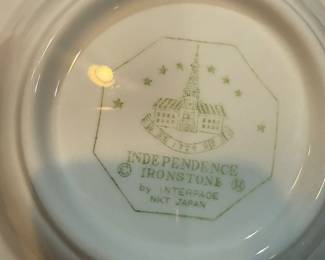 INDEPENDENCE
© IRONSTONE
by INTERPACE
NKT JAPAN